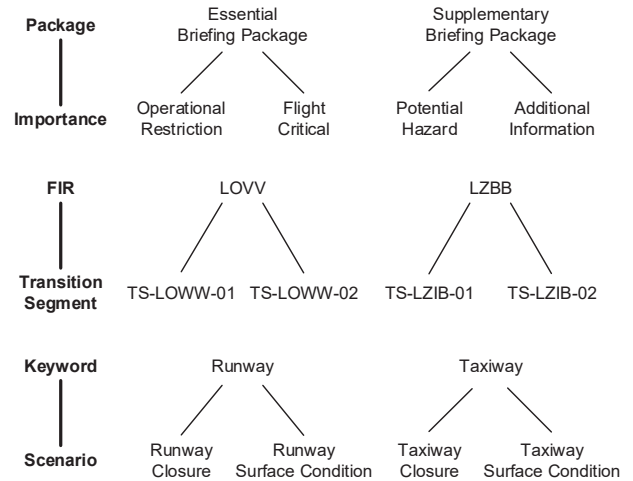 Package
Essential
Briefing Package
Supplementary
Briefing Package
Importance
Operational
Restriction
Flight
Critical
Potential
Hazard
Additional
Information
FIR
LOVV
LZBB
Transition
Segment
TS-LOWW-01
TS-LOWW-02
TS-LZIB-01
TS-LZIB-02
Keyword
Runway
Taxiway
Scenario
Runway
Closure
Runway
Surface Condition
Taxiway
Closure
Taxiway
Surface Condition